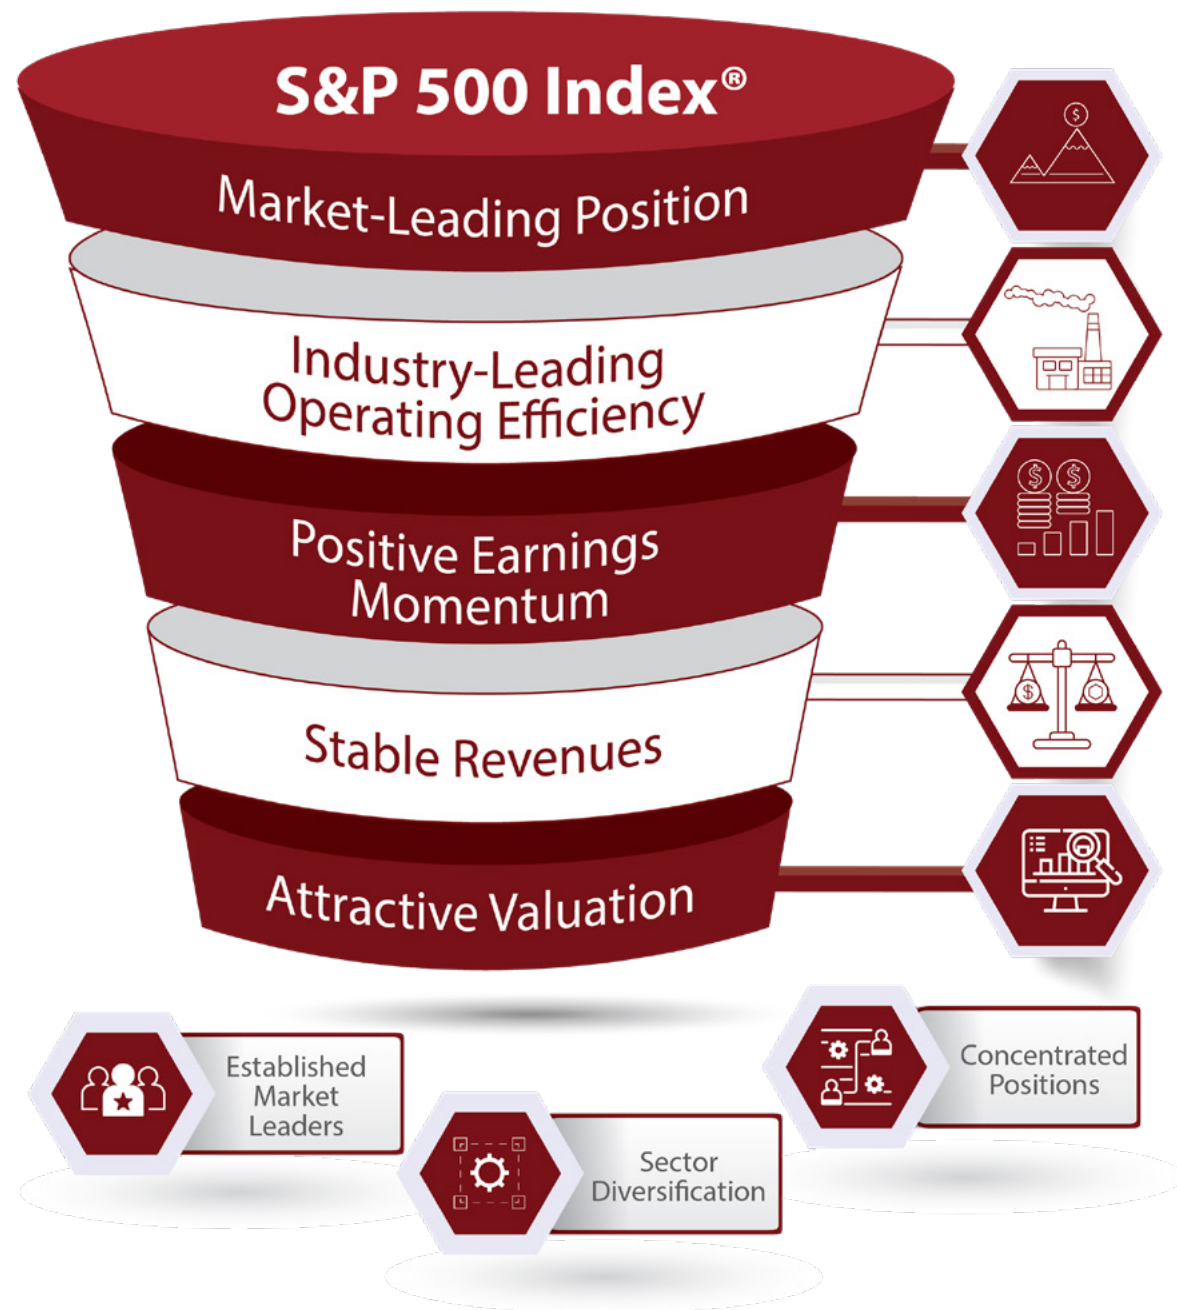 S&P 500 Index®
Market-Leading Position
Industry-Leading
Operating Efficiency
Positive Earnings
Momentum
Stable Revenues
Attractive Valuation
Established
Market
Leaders
Sector
Diversification
Concentrated
Positions